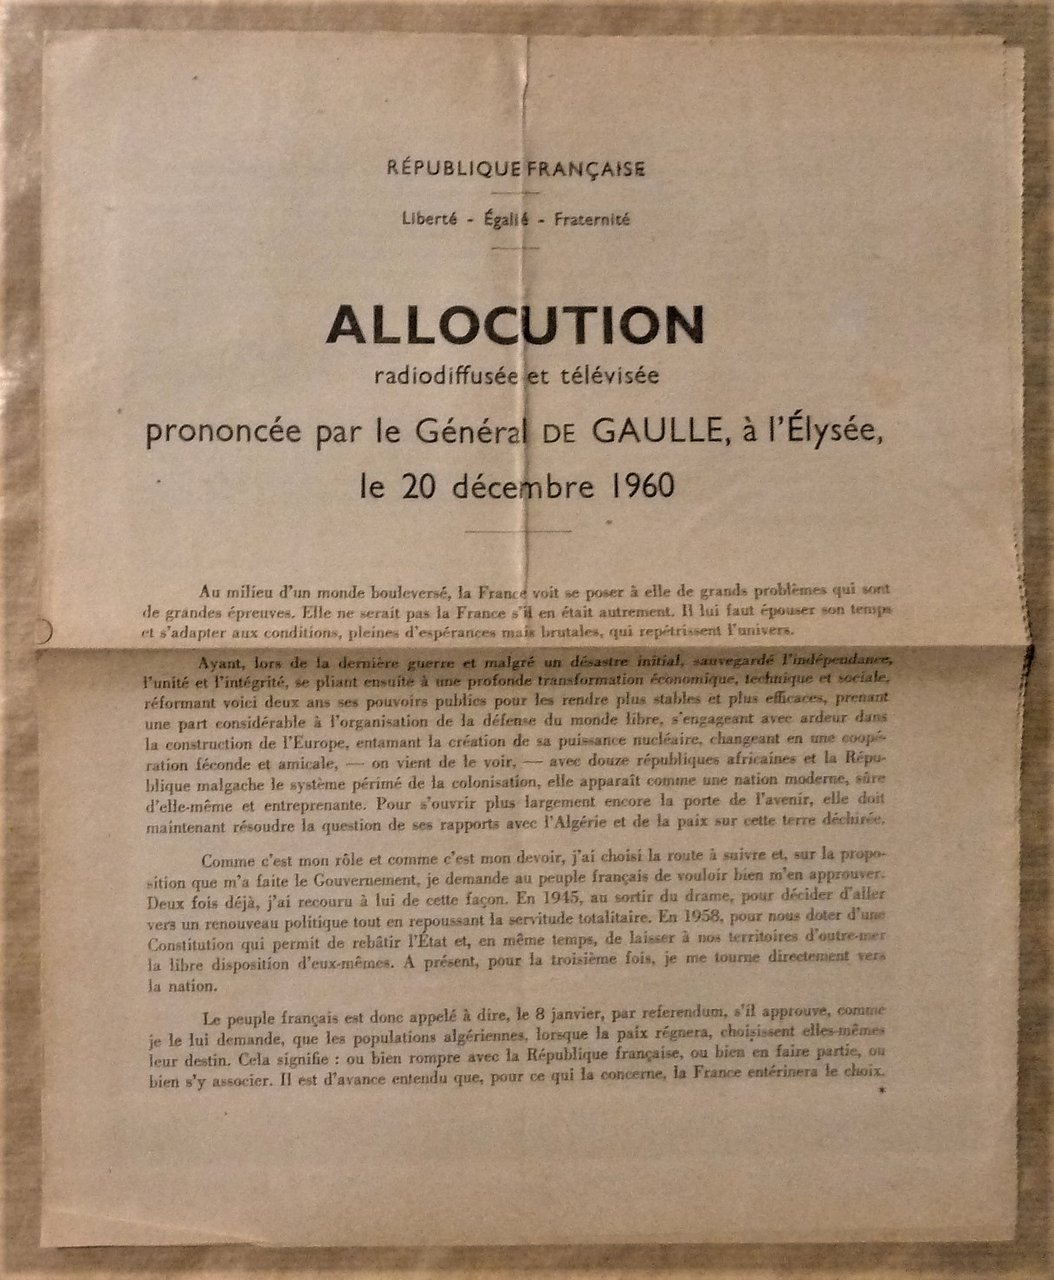 RÉPUBLIQUE FRANÇAISE
Liberté - Égalié - Fraternité
ALLOCUTION
radiodiffusée et télévisée
prononcée par le Général DE GAULLE, à l'Élysée,
le 20 décembre 1960
Au milieu d'un monde bouleversé, la France voit se poser à elle de grands problèmes qui sont
de grandes épreuves. Elle ne serait pas la France s'il en était autrement. Il lui faut épouser son temps
et s'adapter aux conditions, pleines d'espérances mais brutales, qui repétrissent l'univers.
Ayant, lors de la dernière guerre et malgré un désastre initial, sauvegardé l'indépendance,
l'unité et l'intégrité, se pliant ensuite à une profonde transformation économique, technique et sociale,
réformant voici deux ans ses pouvoirs publics pour les rendre plus stables et plus efficaces, prenant
une part considérable à l'organisation de la défense du monde libre, s'engageant avec ardeur dans
la construction de l'Europe, entamant la création de sa puissance nucléaire, changeant en une coopé-
ration féconde et amicale, — on vient de le voir, — avec douze républiques africaines et la Répu-
blique malgache le système périmé de la colonisation, elle apparaît comme une nation moderne, sûre
d'elle-même et entreprenante. Pour s'ouvrir plus largement encore la porte de l'avenir, elle doit
maintenant résoudre la question de ses rapports avec l'Algérie et de la paix sur cette terre déchirée.
Comme c'est mon rôle et comme c'est mon devoir, j'ai choisi la route à suivre et, sur la propo-
sition que m'a faite le Gouvernement, je demande au peuple français de vouloir bien m'en approuver.
Deux fois déjà, j'ai recouru à lui de cette façon. En 1945, au sortir du drame, pour décider d'aller
vers un renouveau politique tout en repoussant la servitude totalitaire. En 1958, pour nous doter d'une
Constitution qui permit de rebâtir l'État et, en même temps, de laisser à nos territoires d'outre-mer
la libre disposition d'eux-mêmes. A présent, pour la troisième fois, je me tourne directement vers
la nation.
Le peuple français est donc appelé à dire, le 8 janvier, par referendum, s'il approuve, comme
je le lui demande, que les populations algériennes, lorsque la paix régnera, choisissent elles-mêmes
leur destin. Cela signifie : ou bien rompre avec la République française, ou bien en faire partie, ou
bien s'y associer. Il est d'avance entendu que, pour ce qui la concerne, la France entérinera le choix.
*